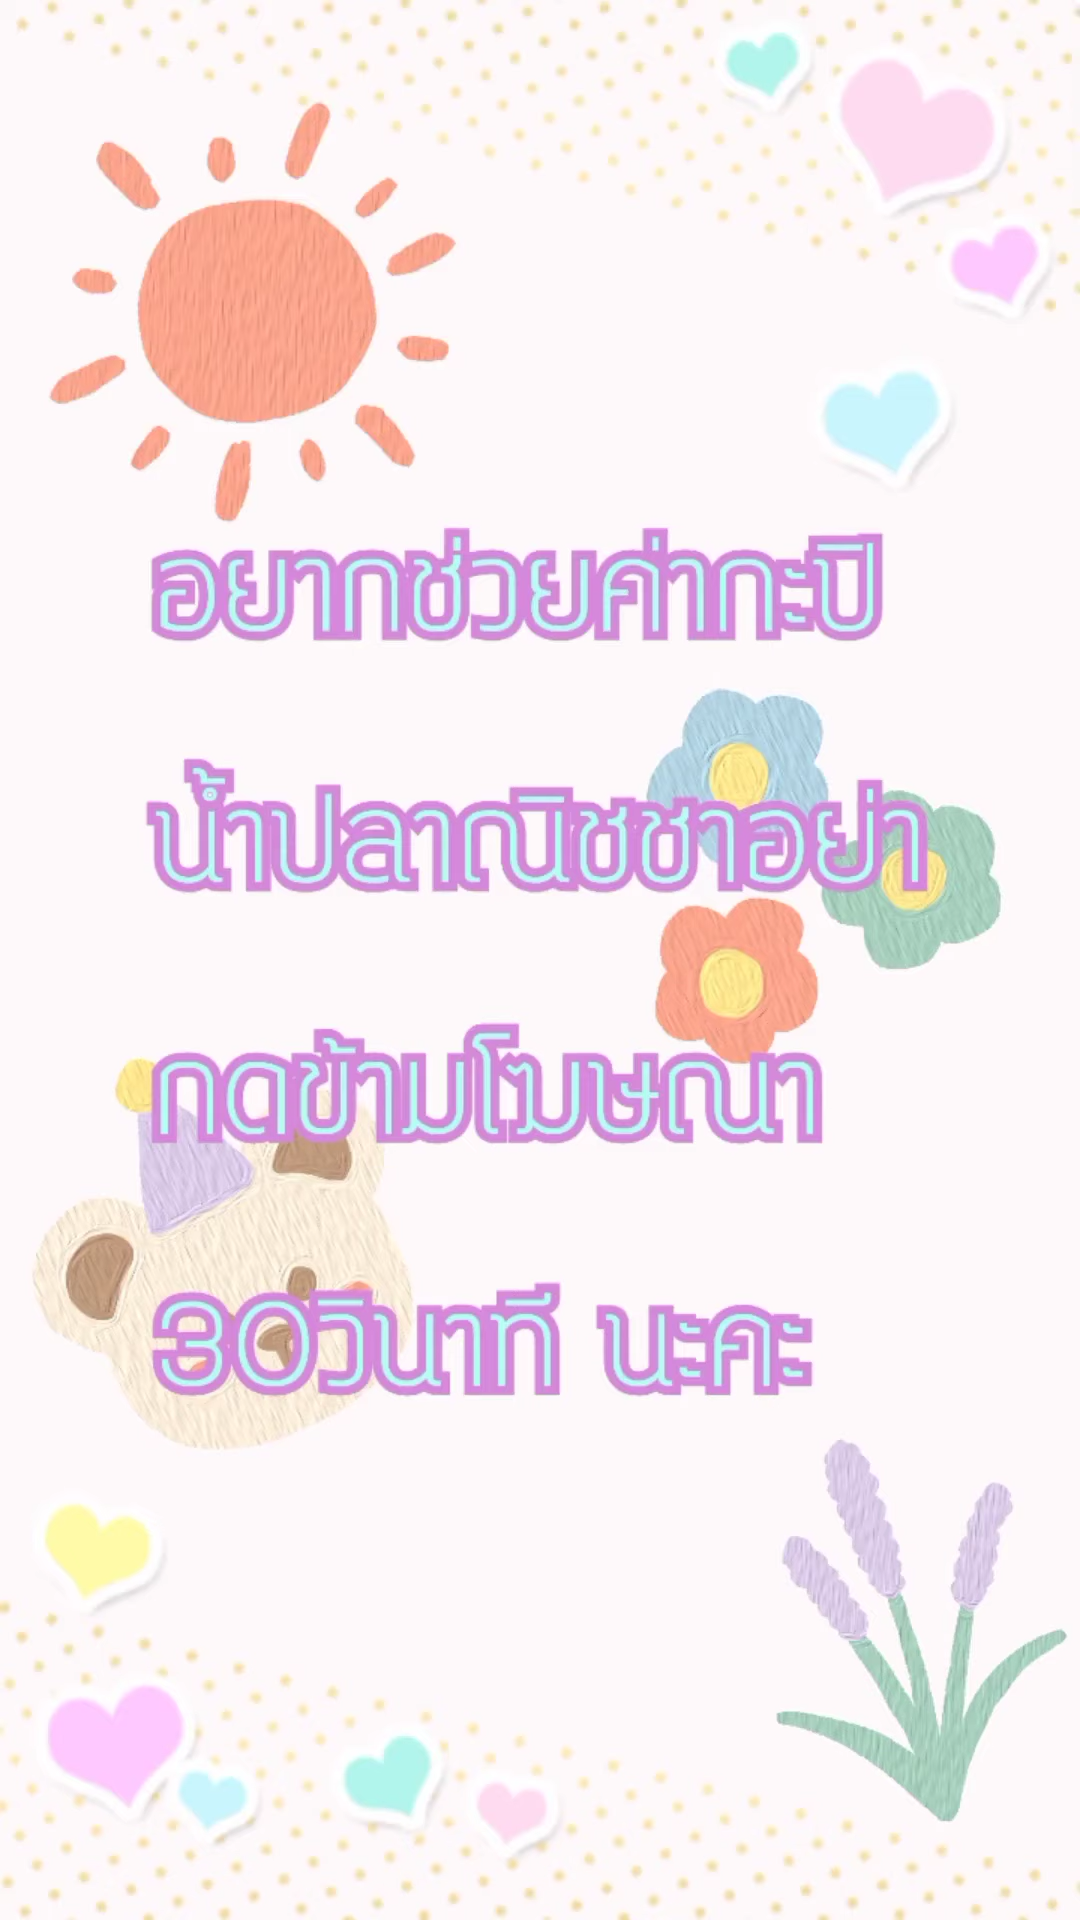 อยากช่วยค่ากะปิ
น้ำปลาณิชชาอย่า
กดข้ามโฆษณา
30วินาที นะคะ